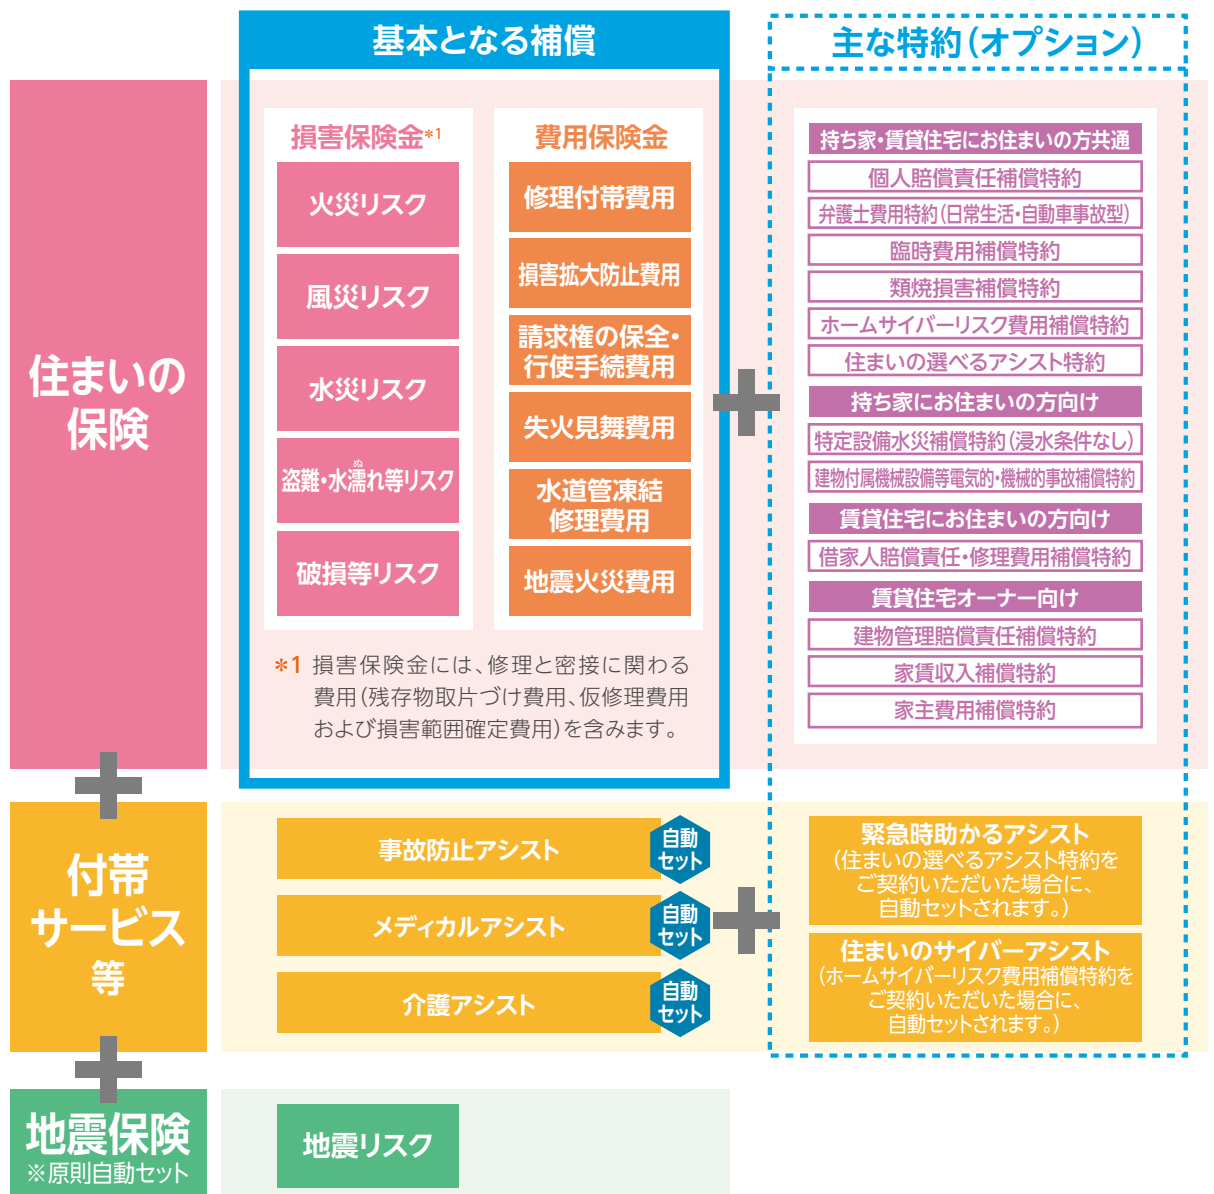 基本となる補償
主な特約(オプション)
住まいの
保険
損害保険金*1
火災リスク
風災リスク
水災リスク
盗難・水濡れ等リスク
ぬ
破損等リスク
費用保険金
修理付帯費用
損害拡大防止費用
請求権の保全・
行使手続費用
失火見舞費用
水道管凍結
修理費用
地震火災費用
*1 損害保険金には、修理と密接に関わる
費用(残存物取片づけ費用、仮修理費用
および損害範囲確定費用)を含みます。
持ち家・賃貸住宅にお住まいの方共通
個人賠償責任補償特約
弁護士費用特約(日常生活・自動車事故型)
臨時費用補償特約
類焼損害補償特約
ホームサイバーリスク費用補償特約
住まいの選べるアシスト特約
持ち家にお住まいの方向け
特定設備水災補償特約(浸水条件なし)
建物付属機械設備等電気的・機械的事故補償特約
賃貸住宅にお住まいの方向け
借家人賠償責任・修理費用補償特約
賃貸住宅オーナー向け
建物管理賠償責任補償特約
家賃収入補償特約
家主費用補償特約
付帯
サービス
等
事故防止アシスト
自動
セット
メディカルアシスト
自動
セット
介護アシスト
自動
セット
緊急時助かるアシスト
(住まいの選べるアシスト特約を
ご契約いただいた場合に、
自動セットされます。)
住まいのサイバーアシスト
(ホームサイバーリスク費用補償特約を
ご契約いただいた場合に、
自動セットされます。)
地震保険
※原則自動セット
地震リスク